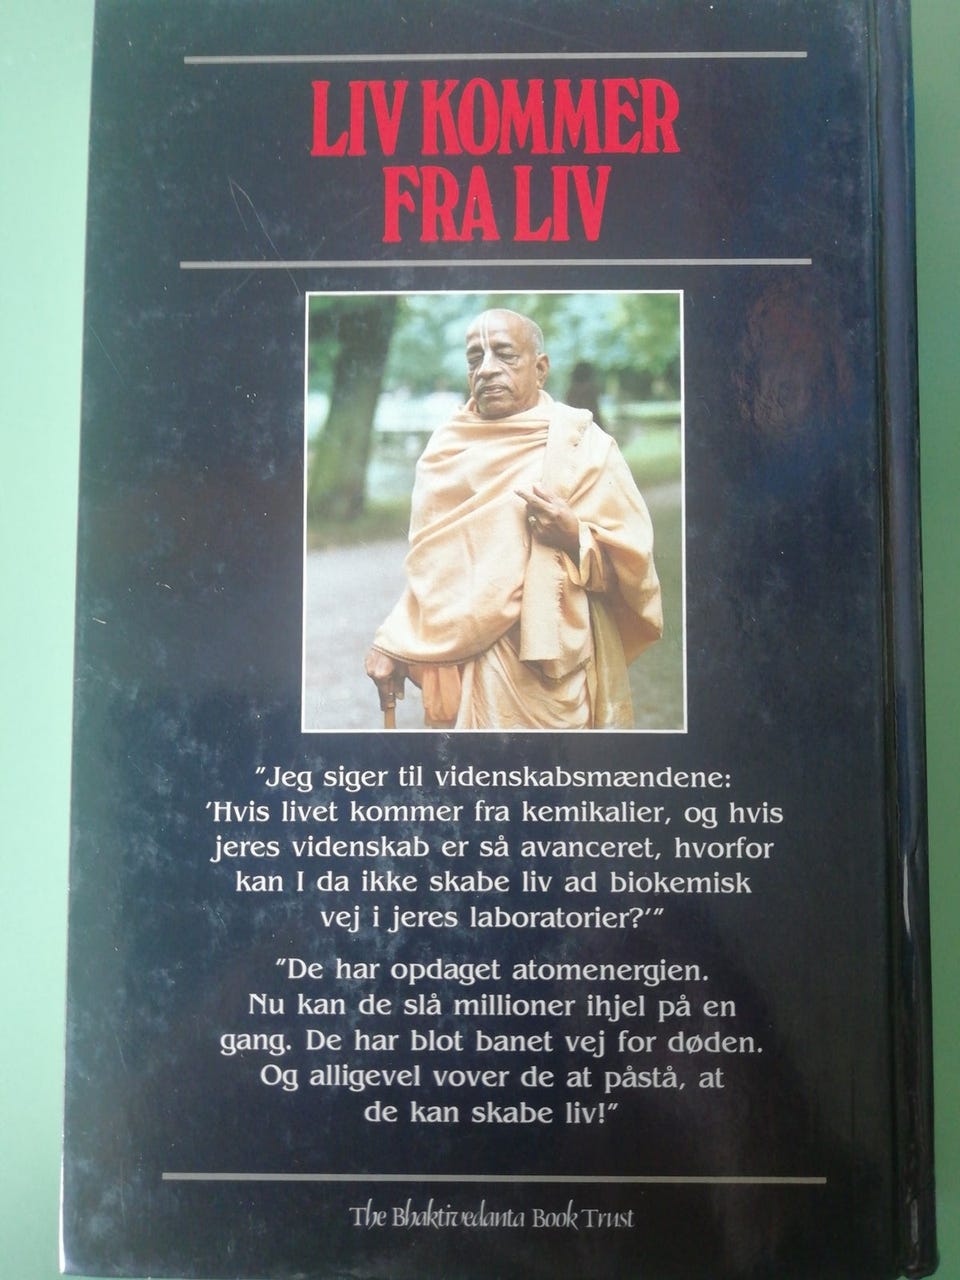 LIV KOMMER
FRA LIV
"Jeg siger til videnskabsmændene:
'Hvis livet kommer fra kemikalier, og hvis
jeres videnskab er så avanceret, hvorfor
kan I da ikke skabe liv ad biokemisk
vej i jeres laboratorier?'"
"De har opdaget atomenergien.
Nu kan de slå millioner ihjel på en
gang. De har blot banet vej for døden.
Og alligevel vover de at påstå, at
de kan skabe liv!"
The Bhaktivedanta Book Trust